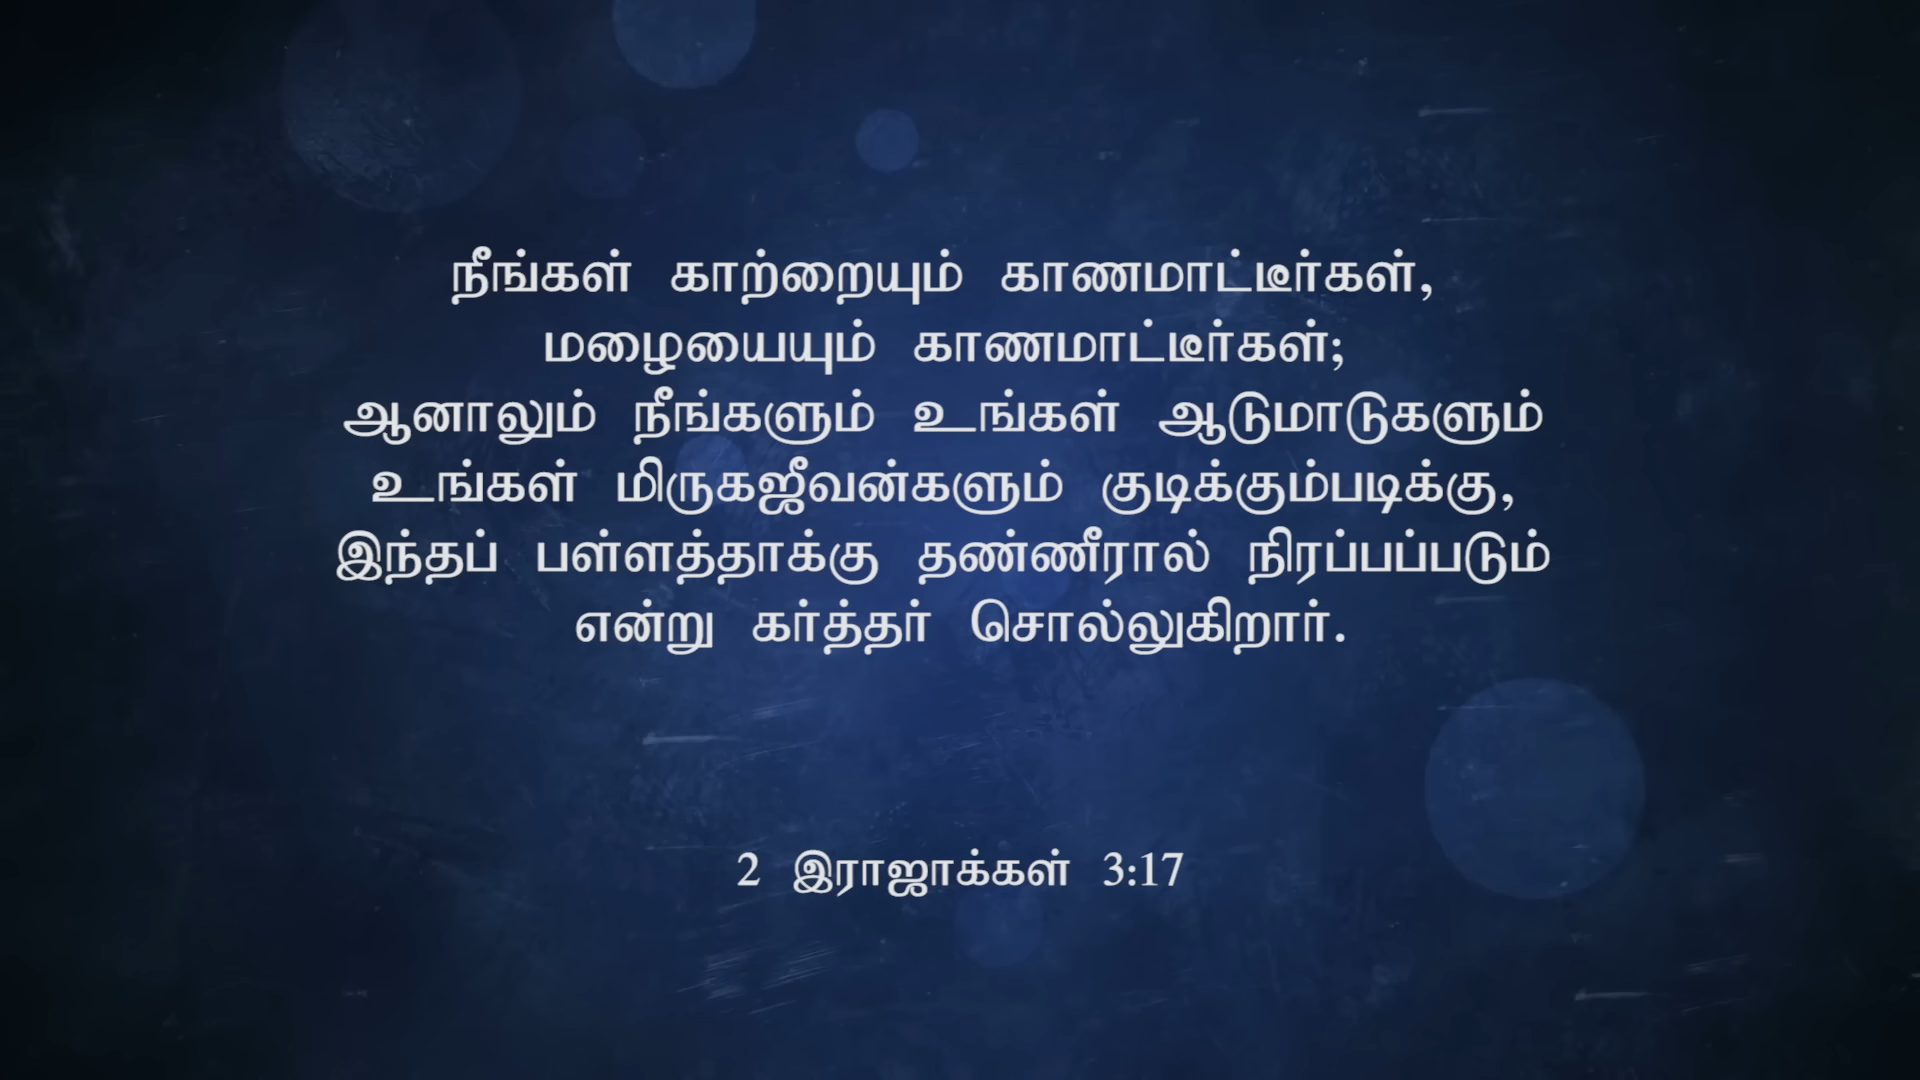 நீங்கள் காற்றையும் காணமாட்டீர்கள்,
மழையையும் காணமாட்டீர்கள்;
ஆனாலும் நீங்களும் உங்கள் ஆடுமாடுகளும்
உங்கள் மிருகஜீவன்களும் குடிக்கும்படிக்கு,
இந்தப் பள்ளத்தாக்கு தண்ணீரால் நிரப்பப்படும்
என்று கர்த்தர் சொல்லுகிறார்.
2 இராஜாக்கள் 3:17